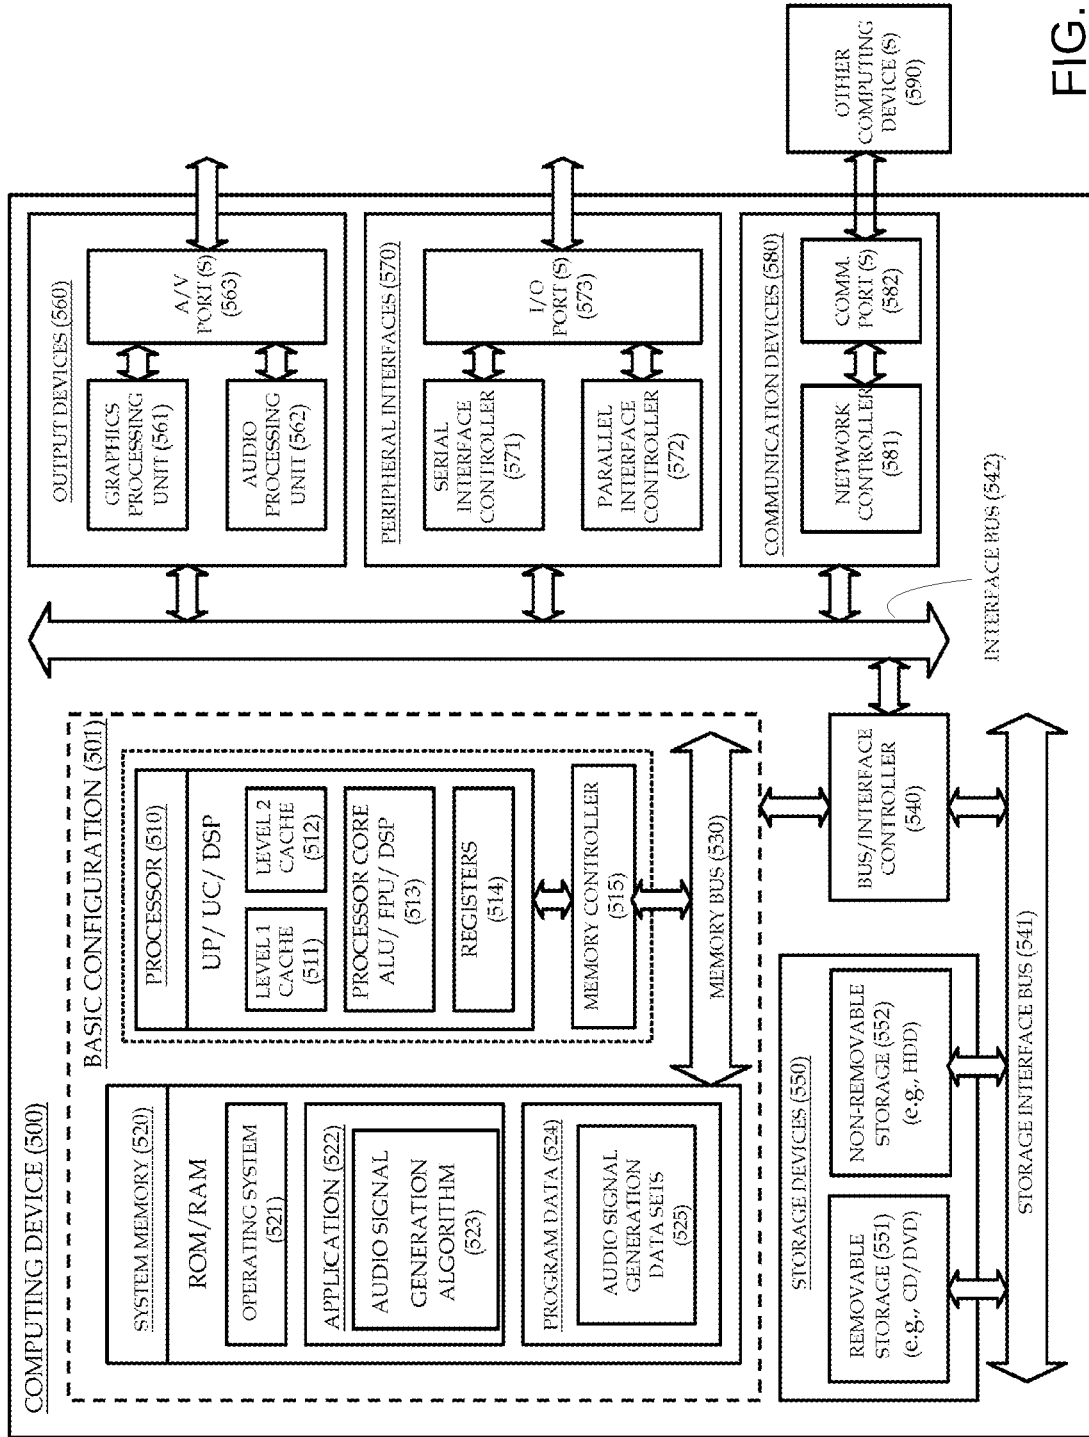 COMPUTING DEVICE (500)
BASIC CONFIGURATION (501)
SYSTEM MEMORY (520)
ROM/RAM
OPERATING SYSTEM
(521)
APPLICATION (522)
AUDIO SIGNAL
GENERATION
ALGORITHM
(523)
PROGRAM DATA (524)
AUDIO SIGNAL
GENERATION
DATASETS
(525)
PROCESSOR (510)
UP/ UC/ DSP
LEVEL 1
CACHE
(511)
LEVEL 2
CACHE
(512)
PROCESSOR CORE
ALU/ FPU/ DSP
(513)
REGISTERS
(514)
MEMORY CONTROLLER
(515)
MEMORY BUS (530)
BUS/INTERFACE
CONTROLLER
(540)
STORAGE DEVICES (550)
REMOVABLE
STORAGE (551)
(e.g., CD/DVD)
NON-REMOVABLE
STORAGE (552)
(e.g., HDD)
STORAGE INTERFACE BUS (541)
INTERFACE BUS (542)
OUTPUT DEVICES (560)
GRAPHICS
PROCESSING
UNIT (561)
AUDIO
PROCESSING
UNIT (562)
A/V
PORT (S)
(563)
PERIPHERAL INTERFACES (570)
SERIAL
INTERFACE
CONTROLLER
(571)
PARALLEL
INTERFACE
CONTROLLER
(572)
I/O
PORT (S)
(573)
COMMUNICATION DEVICES (580)
NETWORK
CONTROLLER
(581)
COMM.
PORT (S)
(582)
OTHER
COMPUTING
DEVICE (S)
(590)
FIG.